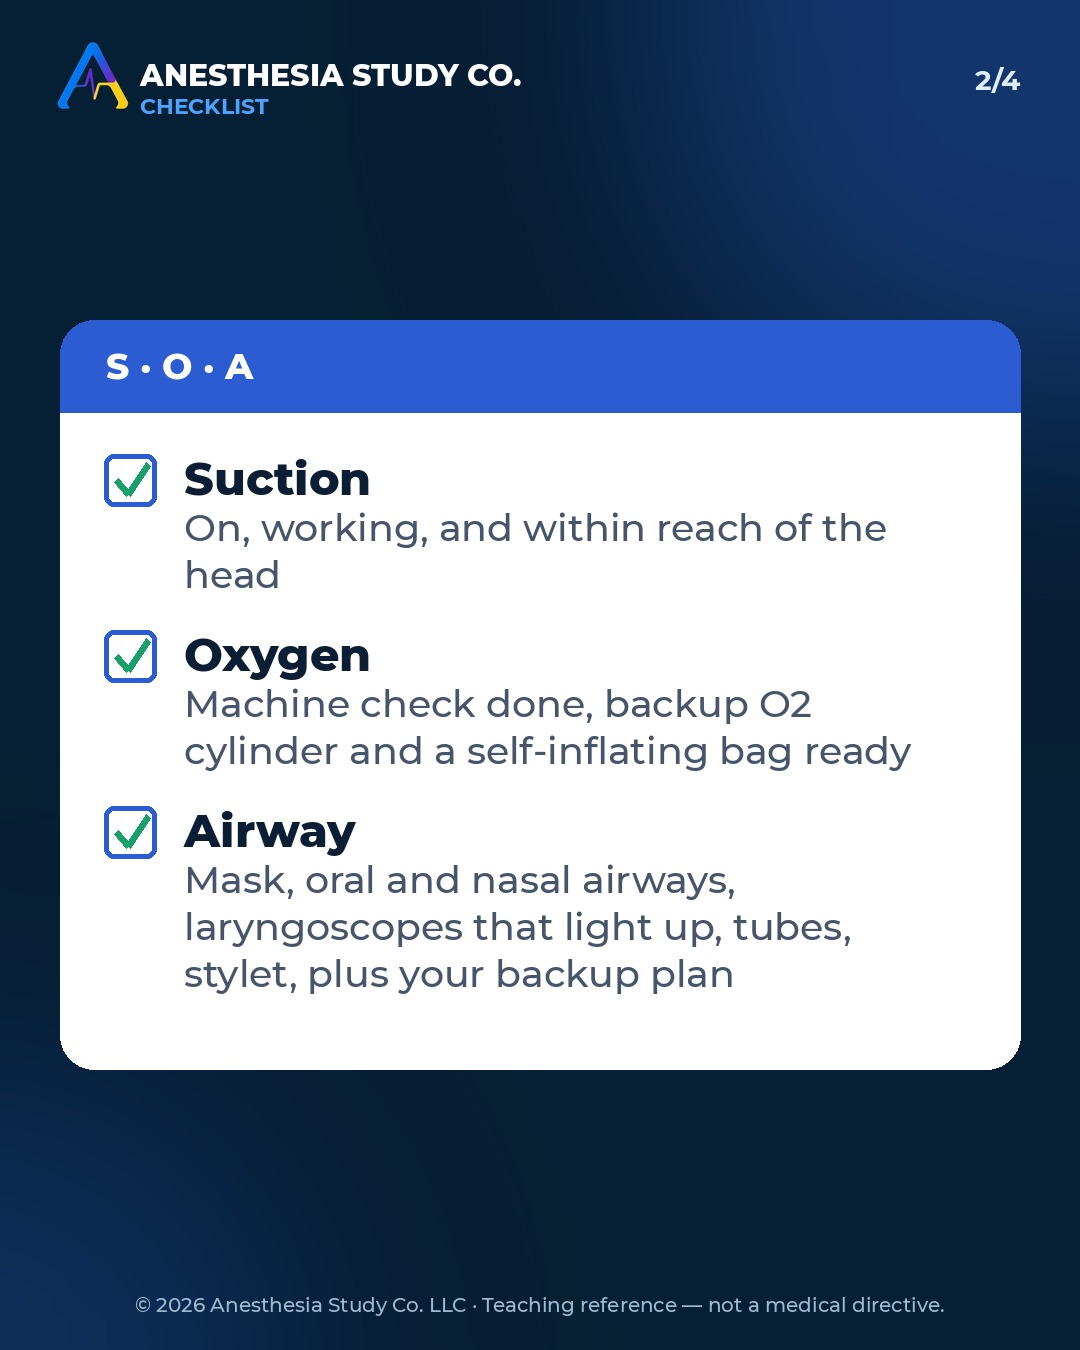 ANESTHESIA STUDY CO.
CHECKLIST
2/4
S·O·A
Suction
On, working, and within reach of the
head
Oxygen
Machine check done, backup O2
cylinder and a self-inflating bag ready
Airway
Mask, oral and nasal airways,
laryngoscopes that light up, tubes,
stylet, plus your backup plan
© 2026 Anesthesia Study Co. LLC · Teaching reference — not a medical directive.